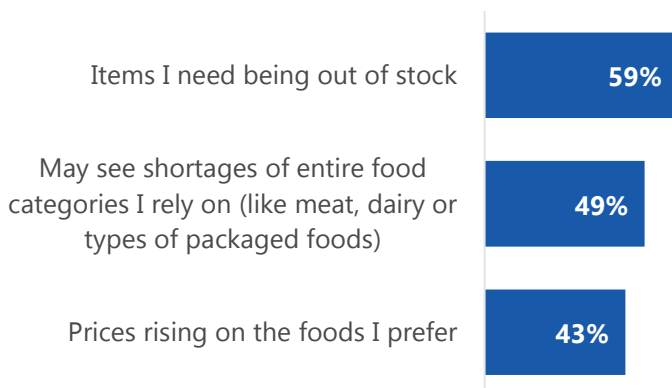 Items I need being out of stock
59%
May see shortages of entire food
categories I rely on (like meat, dairy or
types of packaged foods)
49%
Prices rising on the foods I prefer
43%